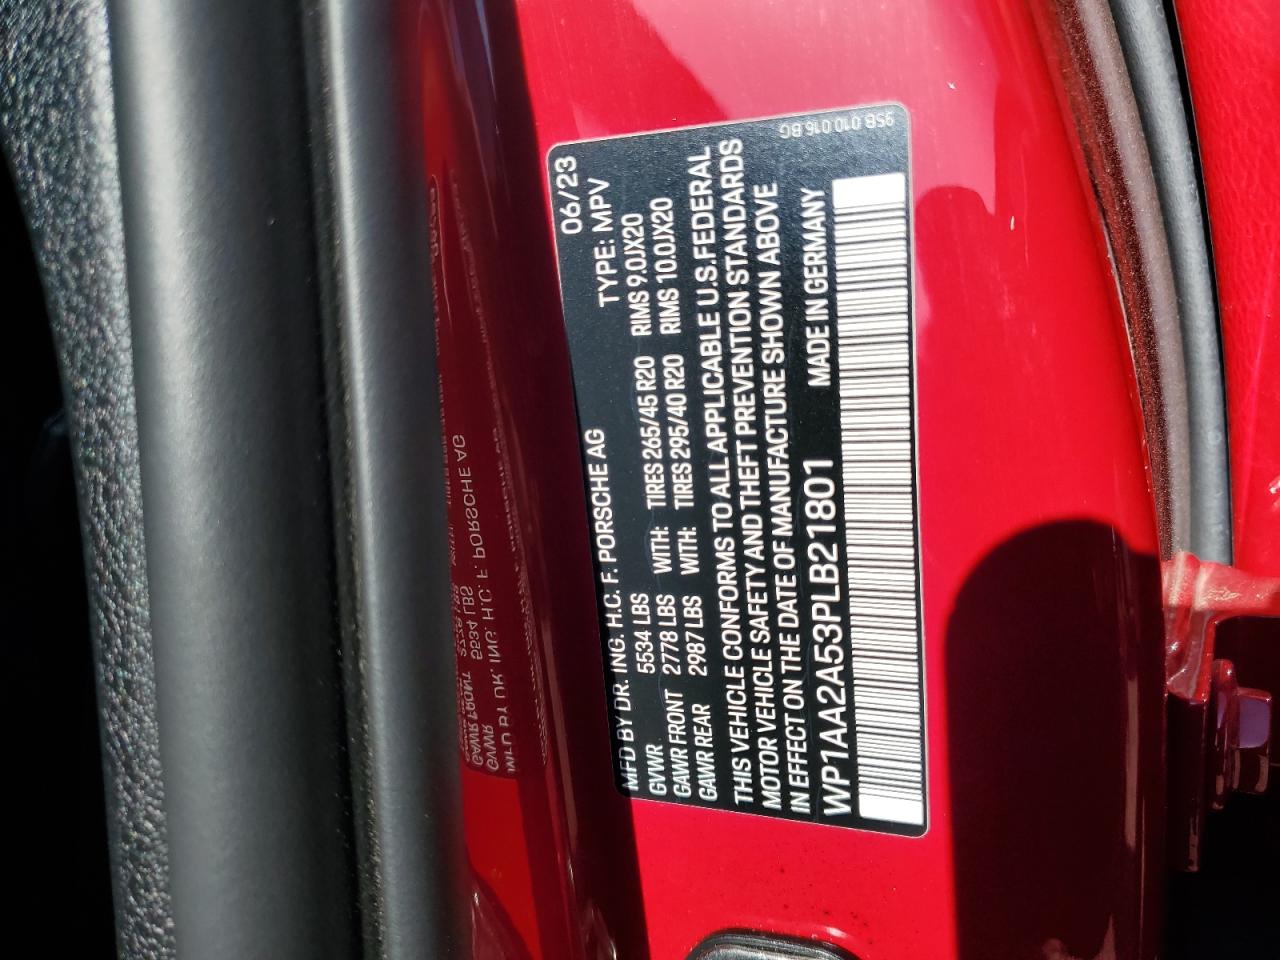 06/23
MFD BY DR. ING. H.C. F. PORSCHE AG TYPE: MPV
GVWR 5534 LBS WITH: TIRES 265/45 R20 RIMS 9.0JX20
GAWR FRONT 2778 LBS WITH: TIRES 295/40 R20 RIMS 10.0JX20
GAWR REAR 2987 LBS
THIS VEHICLE CONFORMS TO ALL APPLICABLE U.S.FEDERAL
MOTOR VEHICLE SAFETY AND THEFT PREVENTION STANDARDS
IN EFFECT ON THE DATE OF MANUFACTURE SHOWN ABOVE
WP1AA2A53PLB21801 MADE IN GERMANY
9SB 010 016 BG